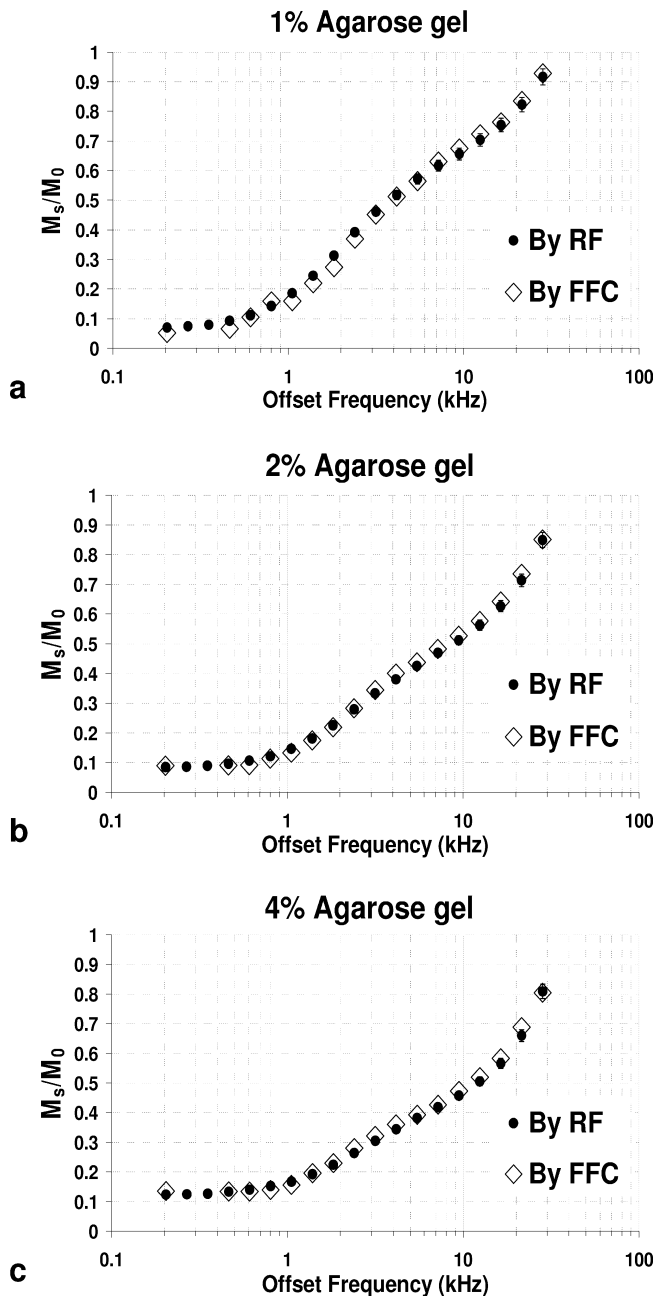 1% Agarose gel
1
0.9
0.8
0.7
0.6
0.5
0.4
0.3
0.2
0.1
0
Ms/M0
By RF
By FFC
0.1 1 10 100
Offset Frequency (kHz)
a
2% Agarose gel
1
0.9
0.8
0.7
0.6
0.5
0.4
0.3
0.2
0.1
0
Ms/M0
By RF
By FFC
0.1 1 10 100
Offset Frequency (kHz)
b
4% Agarose gel
1
0.9
0.8
0.7
0.6
0.5
0.4
0.3
0.2
0.1
0
Ms/M0
By RF
By FFC
0.1 1 10 100
Offset Frequency (kHz)
c